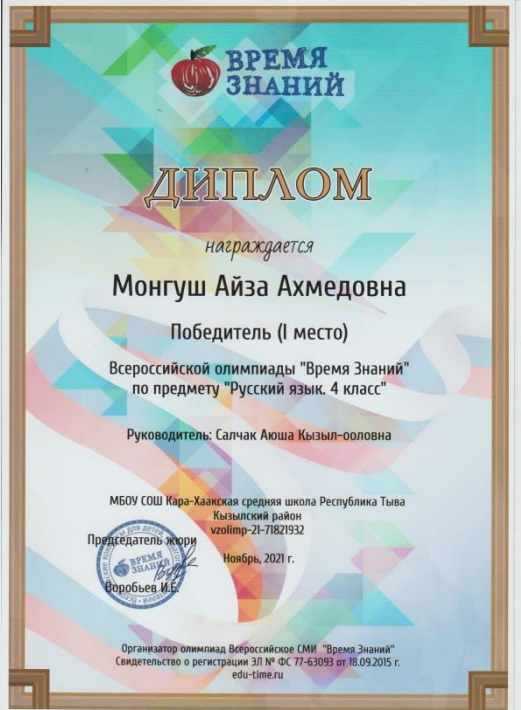 ВРЕМЯ
ЗНАНИЙ
ДИПЛОМ
награждается
Монгуш Айза Ахмедовна
Победитель (I место)
Всероссийской олимпиады "Время Знаний"
по предмету "Русский язык. 4 класс"
Руководитель: Салчак Аюша Кызыл-ооловна
МБОУ СОШ Кара-Хаакская средняя школа Республика Тыва
Кызылский район
vzolimp-21-71821932
Председатель жюри
Ноябрь, 2021 г.
ВРЕМЯ
ЗНАНИЙ
Воробьев И.Е.
Организатор олимпиад Всероссийское СМИ "Время Знаний"
Свидетельство о регистрации ЭЛ № ФС 77-63093 от 18.09.2015 г.
edu-time.ru